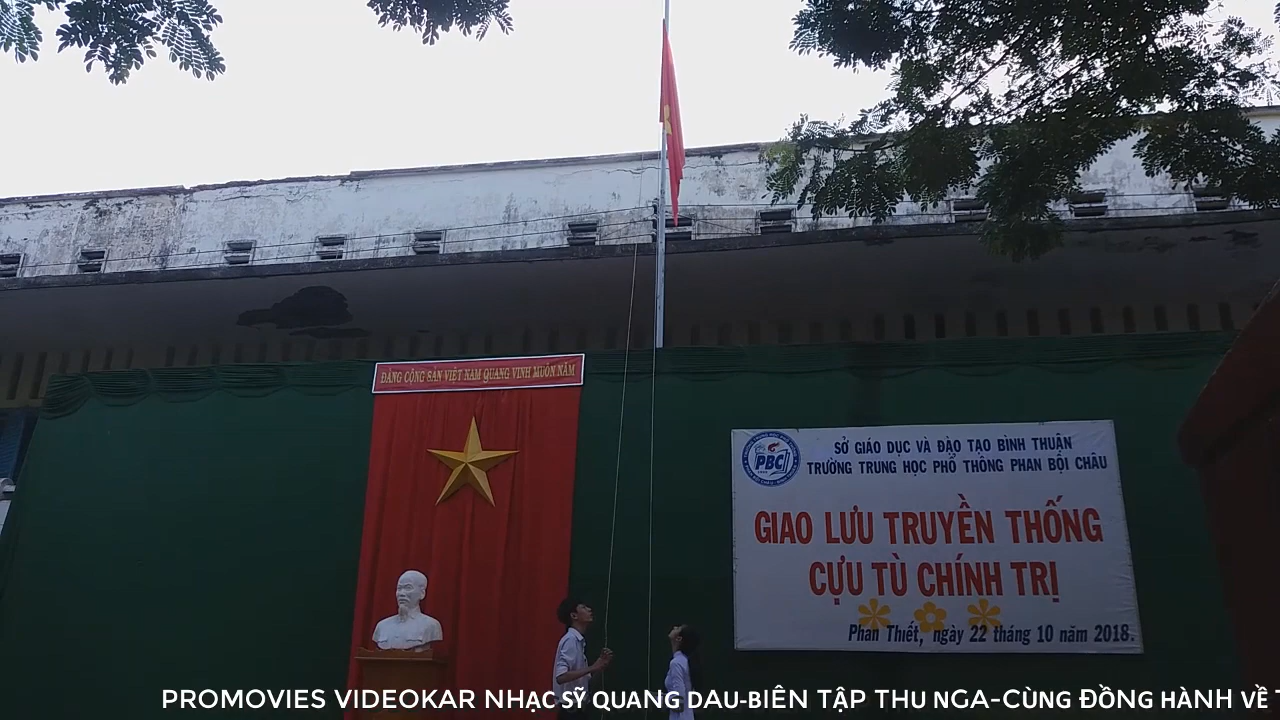 ĐẢNG CỘNG SẢN VIỆT NAM QUANG VINH MUÔN NĂM
PBC
SỞ GIÁO DỤC VÀ ĐÀO TẠO BÌNH THUẬN
TRƯỜNG TRUNG HỌC PHỔ THÔNG PHAN BỘI CHÂU
GIAO LƯU TRUYỀN THỐNG
CỰU TÙ CHÍNH TRỊ
Phan Thiết, ngày 22 tháng 10 năm 2018.
PROMOVIES VIDEOKAR NHẠC SỸ QUANG DAU-BIÊN TẬP THU NGA-CÙNG ĐỒNG HÀNH VỀ